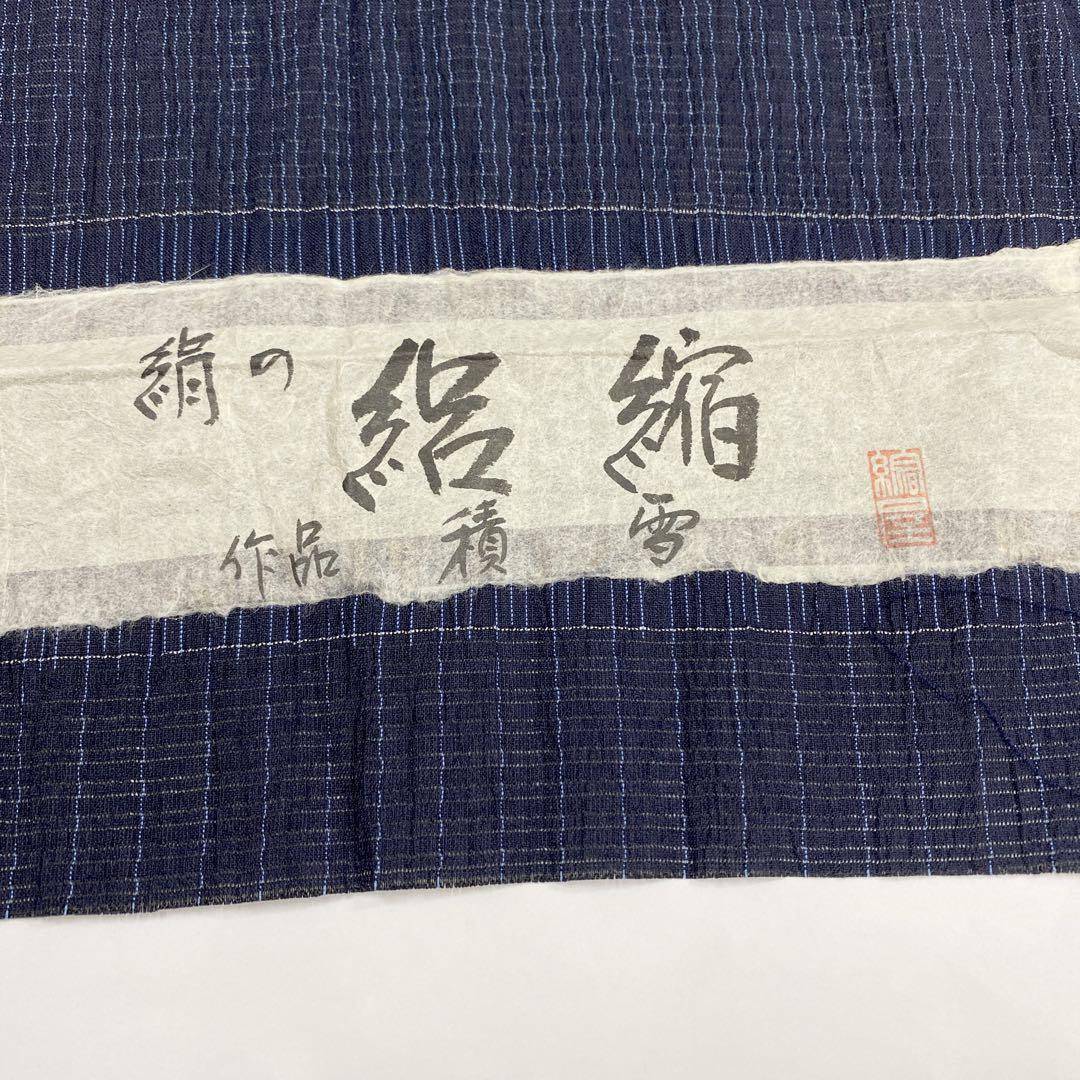 絹の 絽 縮
作品 積 雪